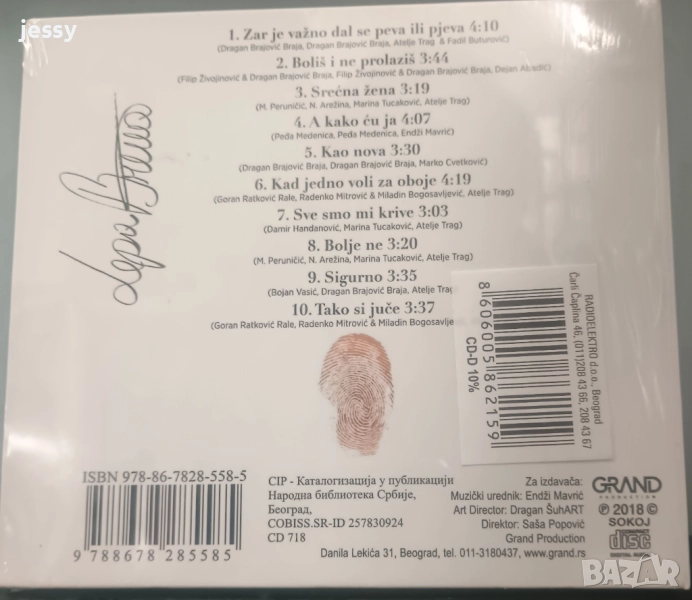 jessy
1. Zar je važno dal se peva ili pjeva 4:10
(Dragan Brajović Braja, Dragan Brajović Braja, Atelje Trag & Fadil Buturović)
2. Boliš i ne prolaziš 3:44
(Filip Živojinović & Dragan Brajović Braja, Filip Živojinović & Dragan Brajović Braja, Dejan Abadić)
3. Srećna žena 3:19
(M. Peruničić, N. Arežina, Marina Tucaković, Atelje Trag)
4. A kako ću ja 4:07
(Peđa Medenica, Peđa Medenica, Endži Mavrić)
5. Kao nova 3:30
(Dragan Brajović Braja, Dragan Brajović Braja, Marko Cvetković)
6. Kad jedno voli za oboje 4:19
(Goran Ratković Rale, Radenko Mitrović & Miladin Bogosavljević, Atelje Trag)
7. Sve smo mi krive 3:03
(Damir Handanović, Marina Tucaković, Atelje Trag)
8. Bolje ne 3:20
(M. Peruničić, N. Arežina, Marina Tucaković, Atelje Trag)
9. Sigurno 3:35
(Bojan Vasić, Dragan Brajović Braja, Atelje Trag
10. Tako si juče 3:37
(Goran Ratković Rale, Radenko Mitrović & Miladin Bogosavljević
Lepa Brena
RADIOELEKTRO d.o.o., Beograd
Čarli Čaplina 46, (011)208 43 66, 208 43 67
8606005862159
CD-D 10%
ISBN 978-86-7828-558-5
9 788678 285585
CIP - Каталогизација у публикацији
Народна библиотека Србије,
Београд,
COBISS.SR-ID 257830924
CD 718
Za izdavača:
Muzički urednik: Endži Mavrić
Art Director: Dragan ŠuhART
Direktor: Saša Popović
Grand Production
Danila Lekića 31, Beograd, tel. 011-3180437, www.grand.rs
GRAND
PRODUCTION
℗ 2018 ©
SOKOJ
disc
BAZAR